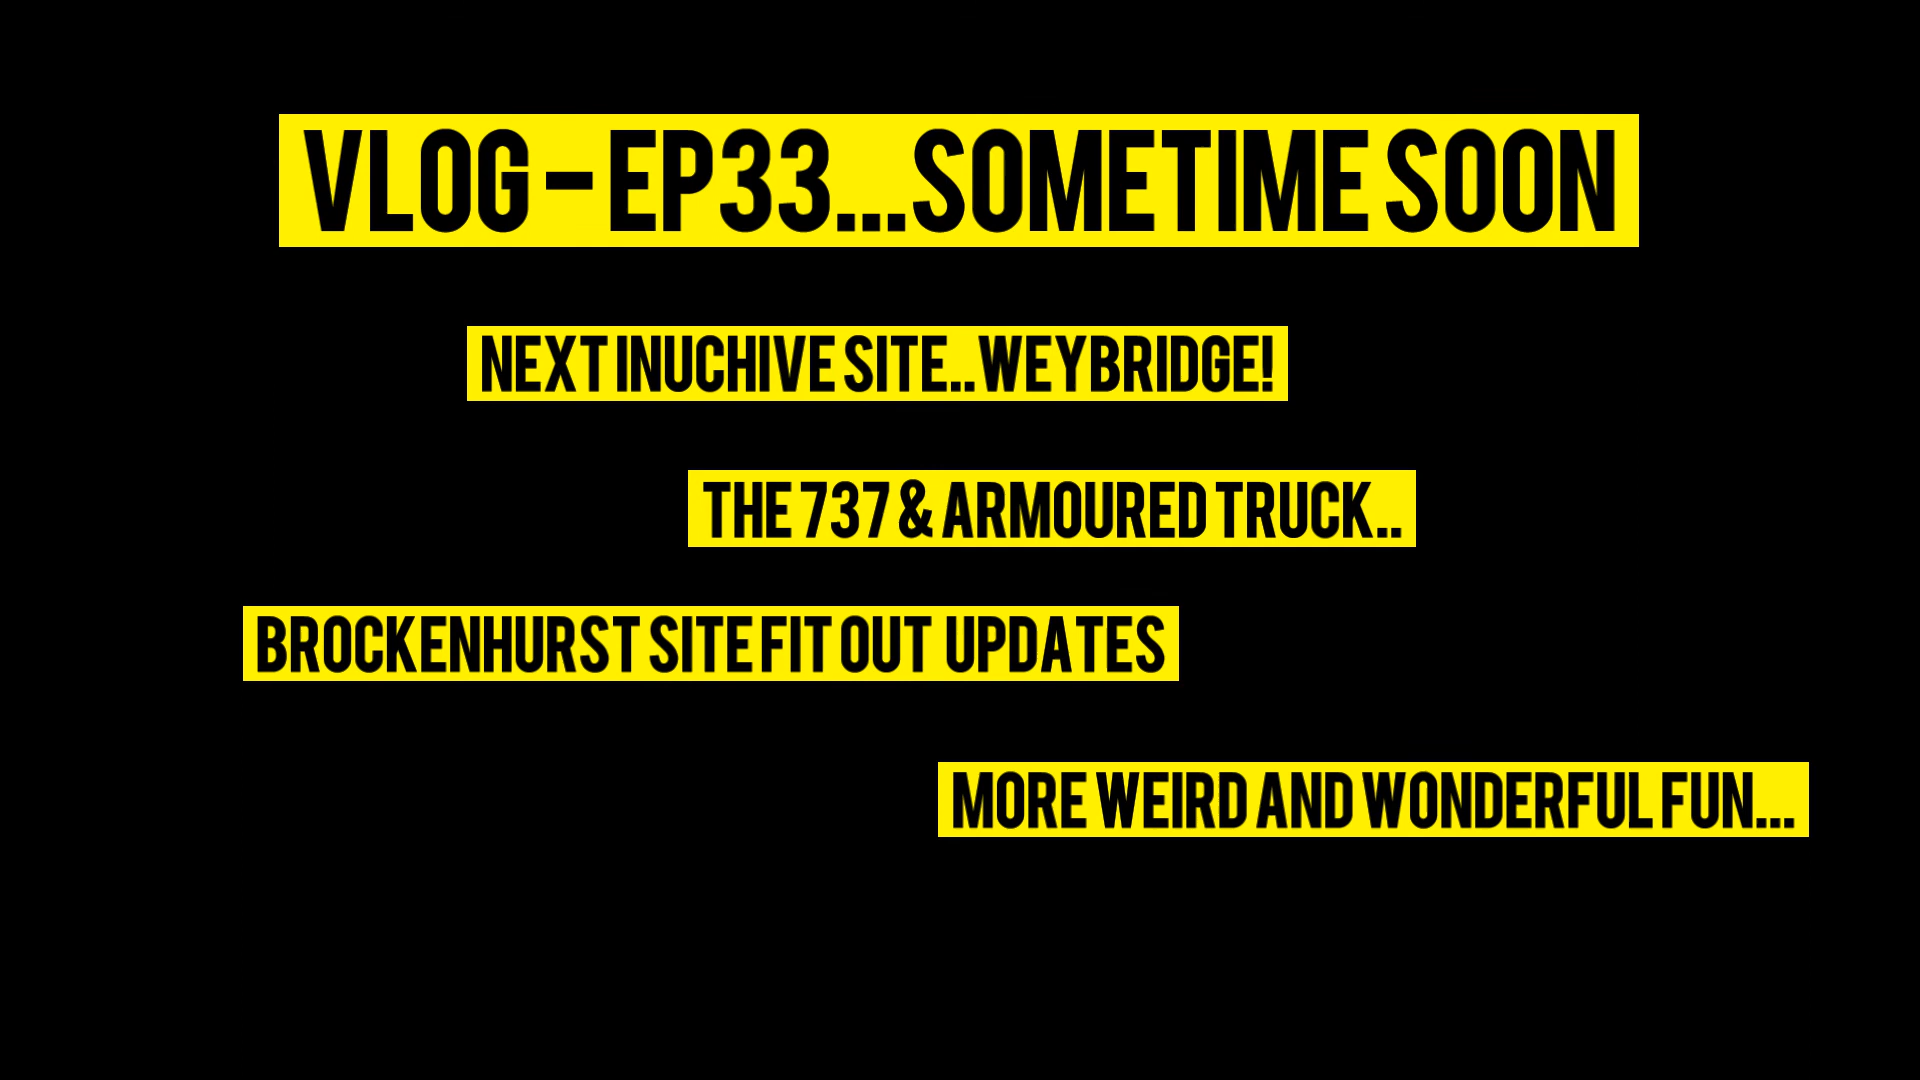 VLOG – EP33...SOMETIME SOON
NEXT INUCHIVE SITE..WEYBRIDGE!
THE 737 & ARMOURED TRUCK..
BROCKENHURST SITE FIT OUT UPDATES
MORE WEIRD AND WONDERFUL FUN...